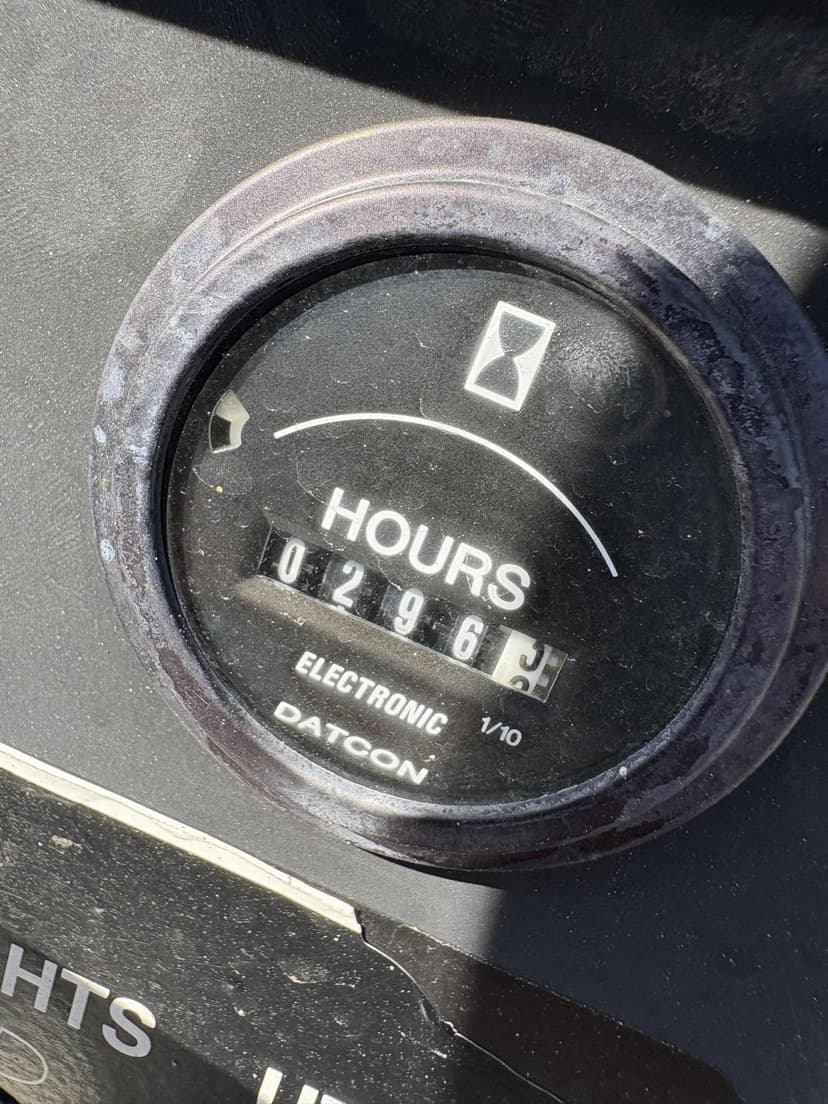 HOURS
0296
ELECTRONIC
1/10
DATCON
HTS